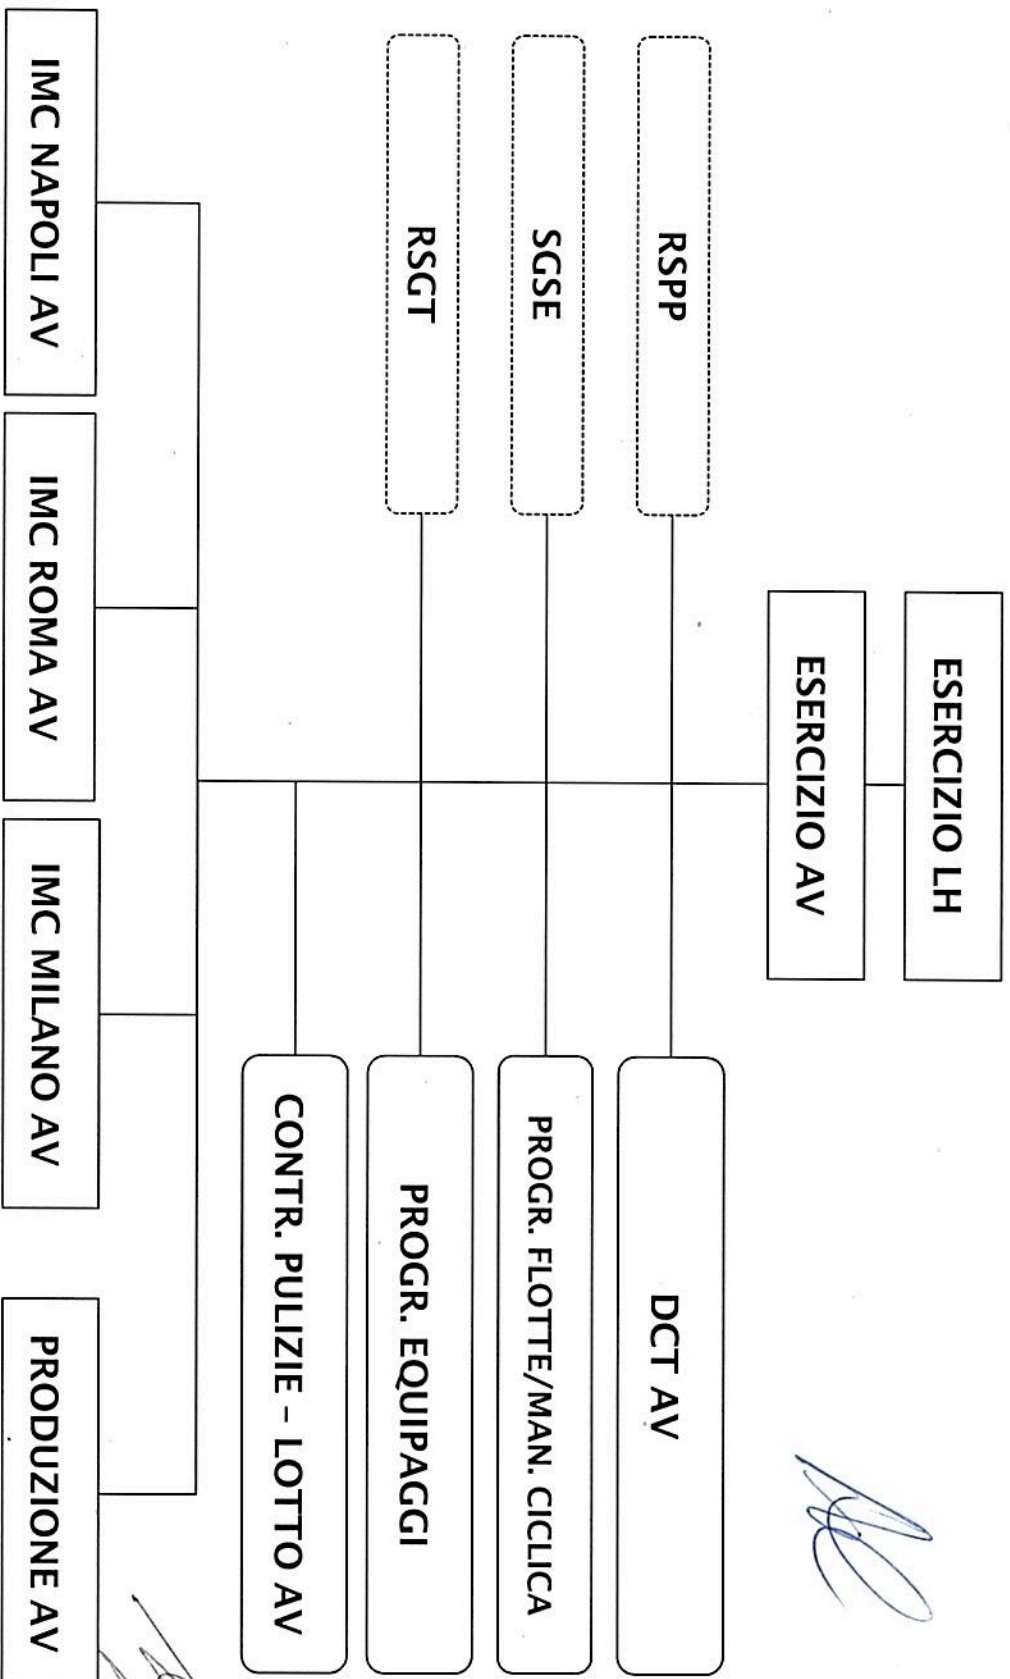 ESERCIZIO LH
ESERCIZIO AV
RSPP
DCT AV
SGSE
PROGR. FLOTTE/MAN. CICLICA
RSGT
PROGR. EQUIPAGGI
CONTR. PULIZIE – LOTTO AV
IMC NAPOLI AV
IMC ROMA AV
IMC MILANO AV
PRODUZIONE AV